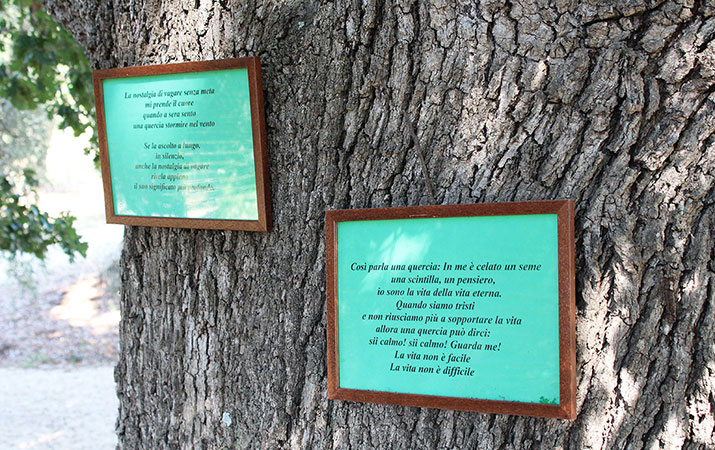 La nostalgia di vagare senza meta
mi prende il cuore
quando a sera sento
una quercia stormire nel vento
Se la ascolto a lungo,
in silenzio,
anche la nostalgia di vagare
rivela appieno
il suo significato più profondo.
Così parla una quercia: In me è celato un seme
una scintilla, un pensiero,
io sono la vita della vita eterna.
Quando siamo tristi
e non riusciamo più a sopportare la vita
allora una quercia può dirci:
sii calmo! sii calmo! Guarda me!
La vita non è facile
La vita non è difficile